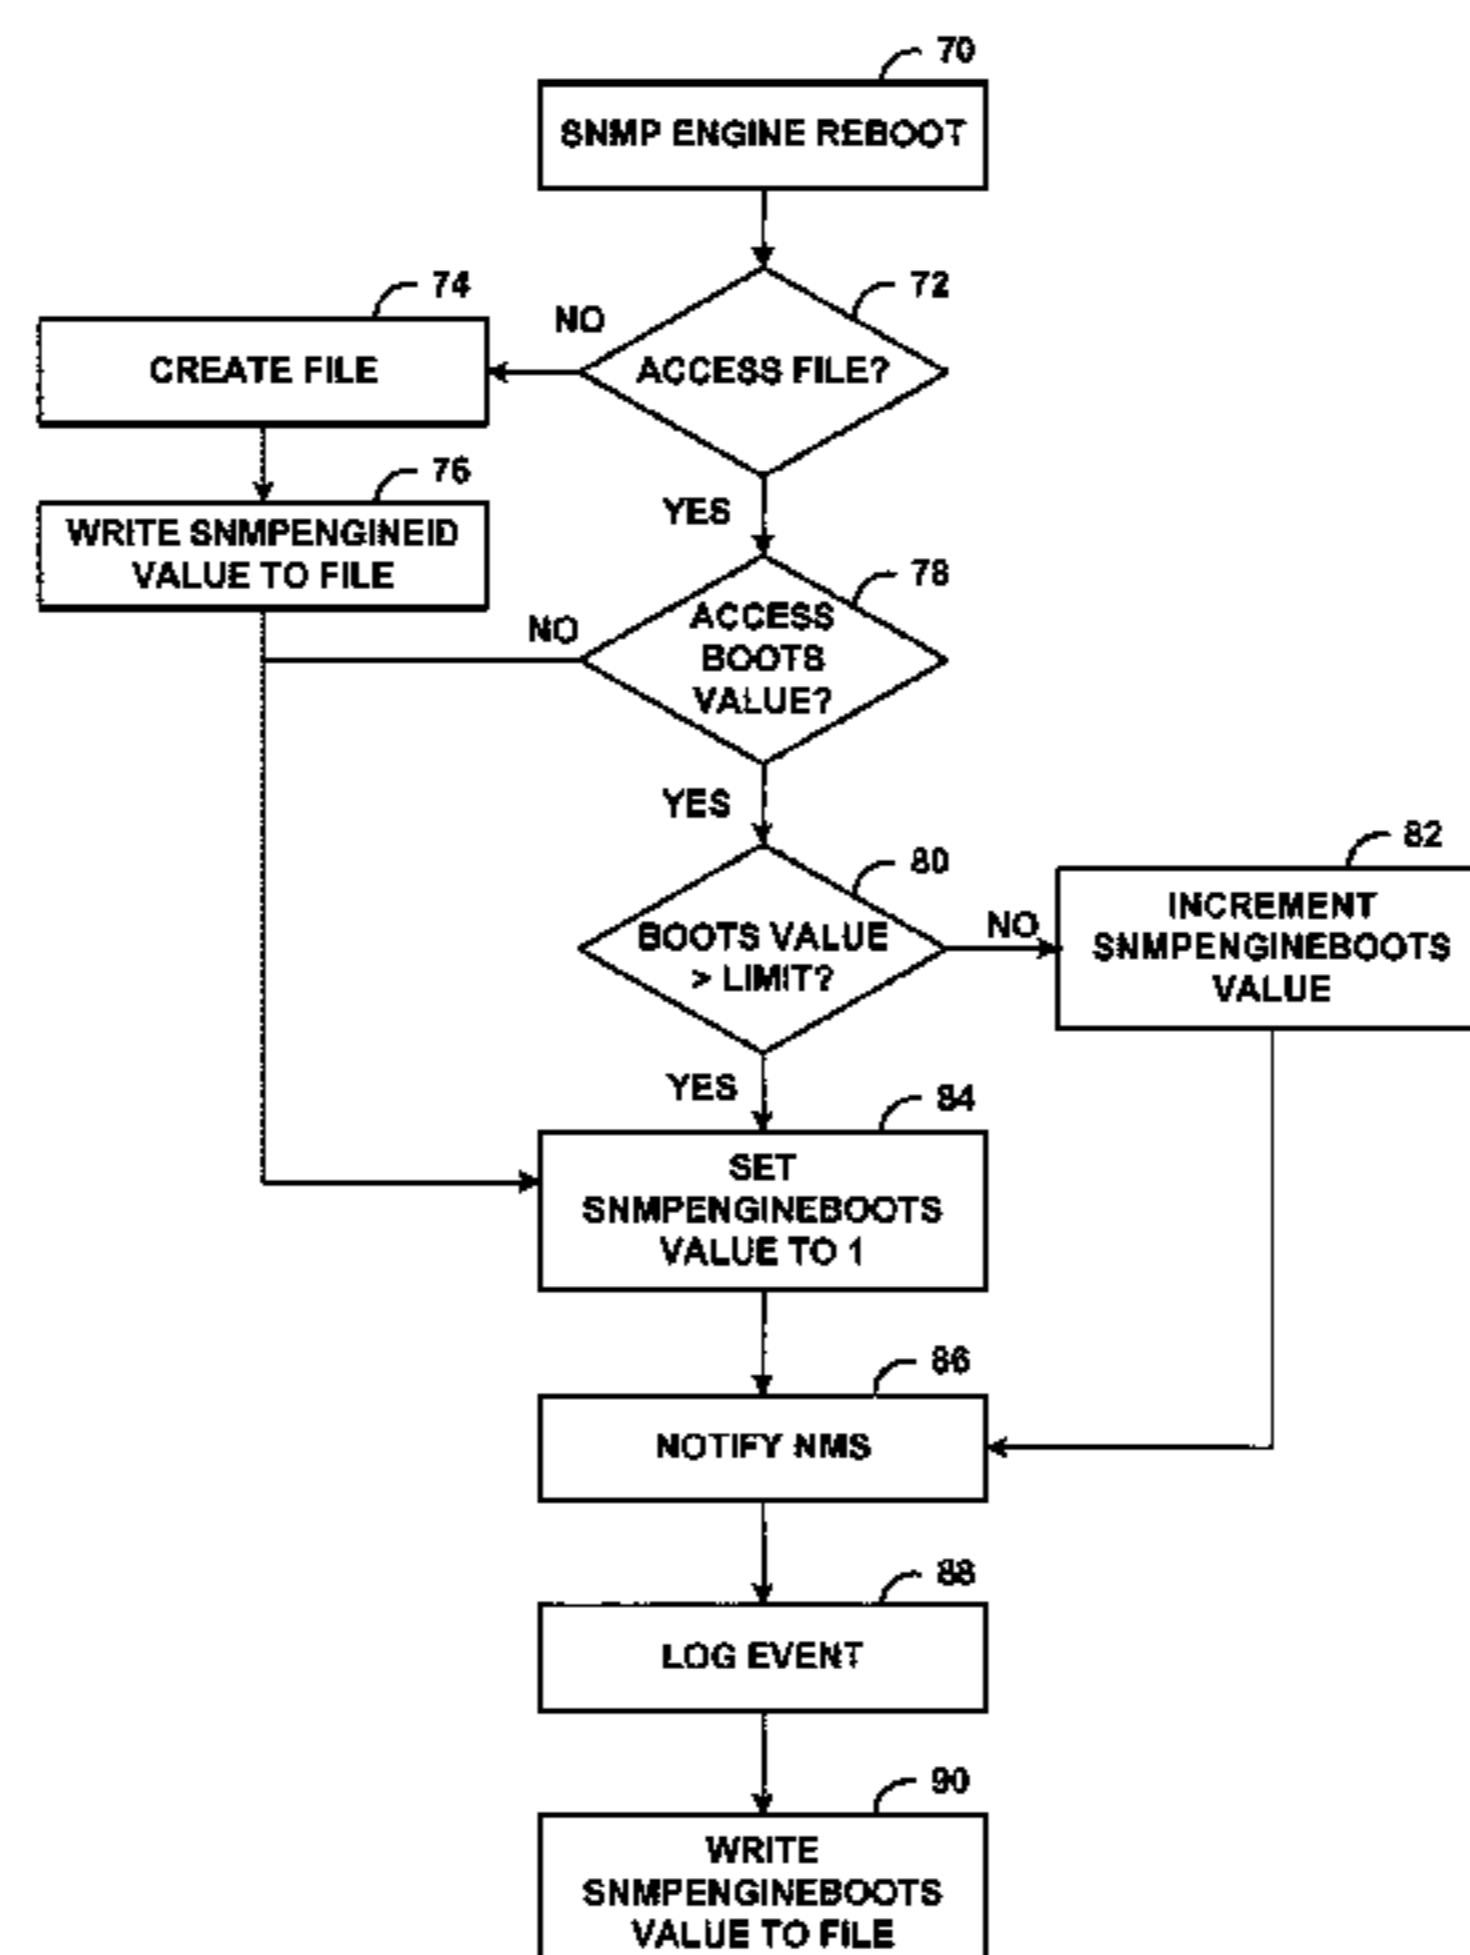 70
SNMP ENGINE REBOOT
72
ACCESS FILE?
NO
74
CREATE FILE
76
WRITE SNMPENGINEID
VALUE TO FILE
YES
78
ACCESS
BOOTS
VALUE?
NO
YES
80
BOOTS VALUE
> LIMIT?
NO
82
INCREMENT
SNMPENGINEBOOTS
VALUE
YES
84
SET
SNMPENGINEBOOTS
VALUE TO 1
86
NOTIFY NMS
88
LOG EVENT
90
WRITE
SNMPENGINEBOOTS
VALUE TO FILE